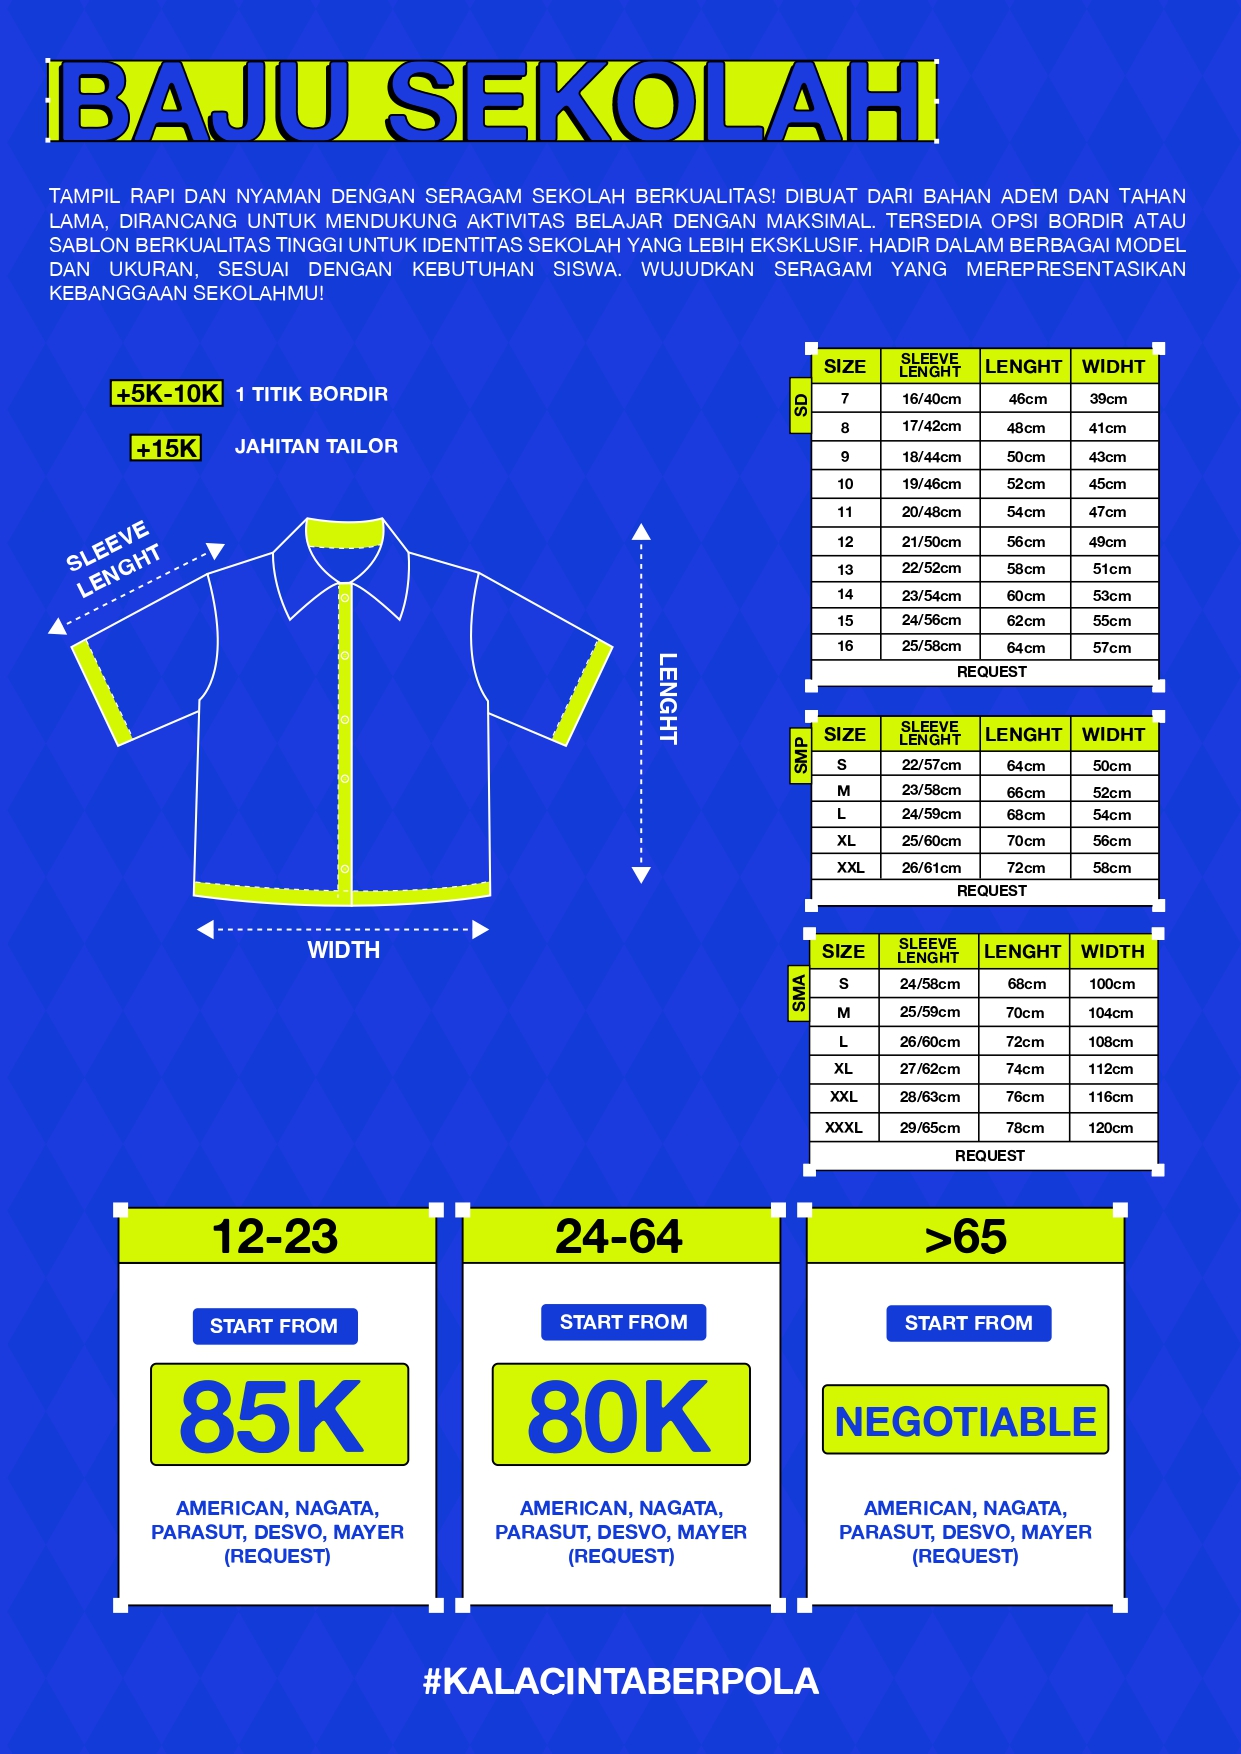 BAJU SEKOLAH
TAMPIL RAPI DAN NYAMAN DENGAN SERAGAM SEKOLAH BERKUALITAS! DIBUAT DARI BAHAN ADEM DAN TAHAN
LAMA, DIRANCANG UNTUK MENDUKUNG AKTIVITAS BELAJAR DENGAN MAKSIMAL. TERSEDIA OPSI BORDIR ATAU
SABLON BERKUALITAS TINGGI UNTUK IDENTITAS SEKOLAH YANG LEBIH EKSKLUSIF. HADIR DALAM BERBAGAI MODEL
DAN UKURAN, SESUAI DENGAN KEBUTUHAN SISWA. WUJUDKAN SERAGAM YANG MEREPRESENTASIKAN
KEBANGGAAN SEKOLAHMU!
+5K-10K 1 TITIK BORDIR
+15K JAHITAN TAILOR
SLEEVE
LENGHT
LENGHT
WIDTH
SD
SIZE SLEEVE LENGHT LENGHT WIDHT
7 16/40cm 46cm 39cm
8 17/42cm 48cm 41cm
9 18/44cm 50cm 43cm
10 19/46cm 52cm 45cm
11 20/48cm 54cm 47cm
12 21/50cm 56cm 49cm
13 22/52cm 58cm 51cm
14 23/54cm 60cm 53cm
15 24/56cm 62cm 55cm
16 25/58cm 64cm 57cm
REQUEST
SMP
SIZE SLEEVE LENGHT LENGHT WIDHT
S 22/57cm 64cm 50cm
M 23/58cm 66cm 52cm
L 24/59cm 68cm 54cm
XL 25/60cm 70cm 56cm
XXL 26/61cm 72cm 58cm
REQUEST
SMA
SIZE SLEEVE LENGHT LENGHT WIDTH
S 24/58cm 68cm 100cm
M 25/59cm 70cm 104cm
L 26/60cm 72cm 108cm
XL 27/62cm 74cm 112cm
XXL 28/63cm 76cm 116cm
XXXL 29/65cm 78cm 120cm
REQUEST
12-23
START FROM
85K
AMERICAN, NAGATA,
PARASUT, DESVO, MAYER
(REQUEST)
24-64
START FROM
80K
AMERICAN, NAGATA,
PARASUT, DESVO, MAYER
(REQUEST)
>65
START FROM
NEGOTIABLE
AMERICAN, NAGATA,
PARASUT, DESVO, MAYER
(REQUEST)
#KALACINTABERPOLA